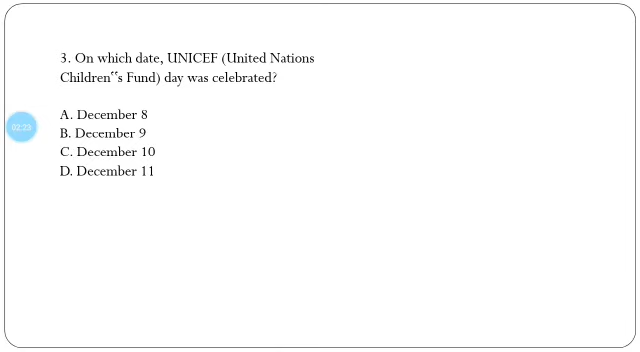 3. On which date, UNICEF (United Nations
Children‟s Fund) day was celebrated?
A. December 8
B. December 9
C. December 10
D. December 11
02:23